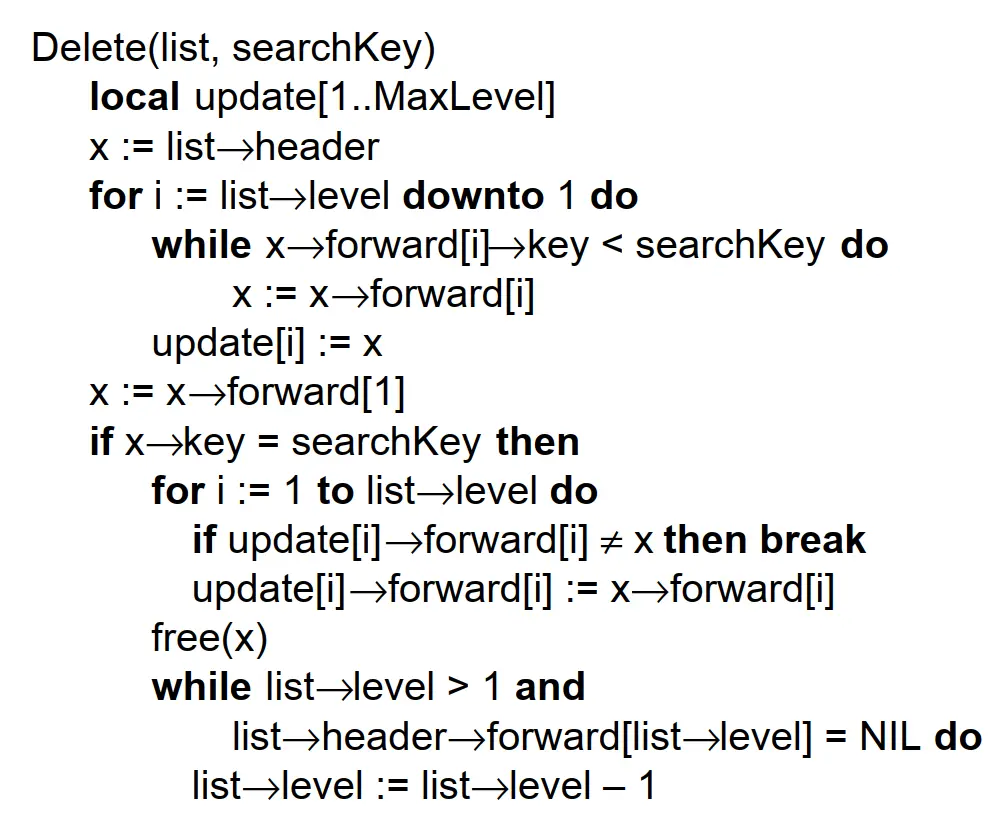 Delete(list, searchKey)
local update[1..MaxLevel]
x := list→header
for i := list→level downto 1 do
while x→forward[i]→key < searchKey do
x := x→forward[i]
update[i] := x
x := x→forward[1]
if x→key = searchKey then
for i := 1 to list→level do
if update[i]→forward[i] ≠ x then break
update[i]→forward[i] := x→forward[i]
free(x)
while list→level > 1 and
list→header→forward[list→level] = NIL do
list→level := list→level – 1